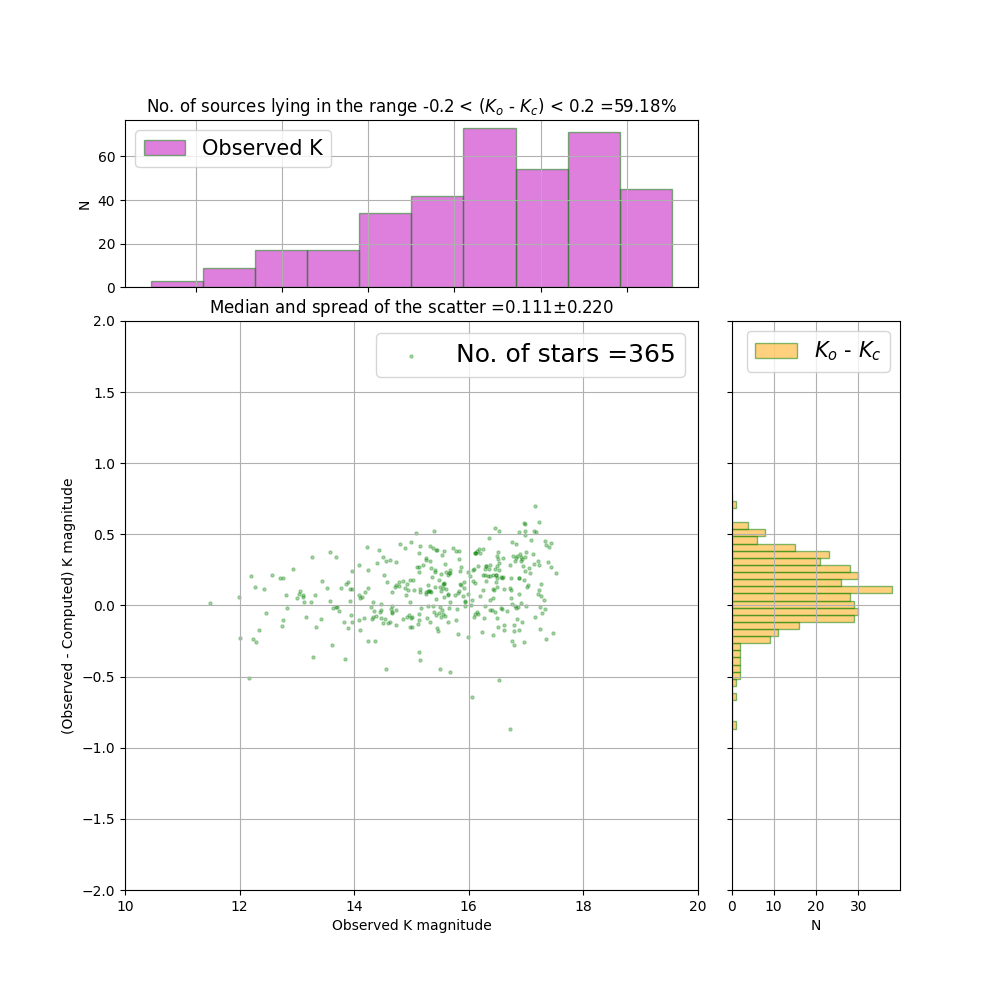 No. of sources lying in the range -0.2 < (K_o - K_c) < 0.2 =59.18%
Observed K
N
60
40
20
0
Median and spread of the scatter =0.111±0.220
No. of stars =365
K_o - K_c
(Observed - Computed) K magnitude
2.0
1.5
1.0
0.5
0.0
−0.5
−1.0
−1.5
−2.0
10 12 14 16 18 20
Observed K magnitude
0 10 20 30
N